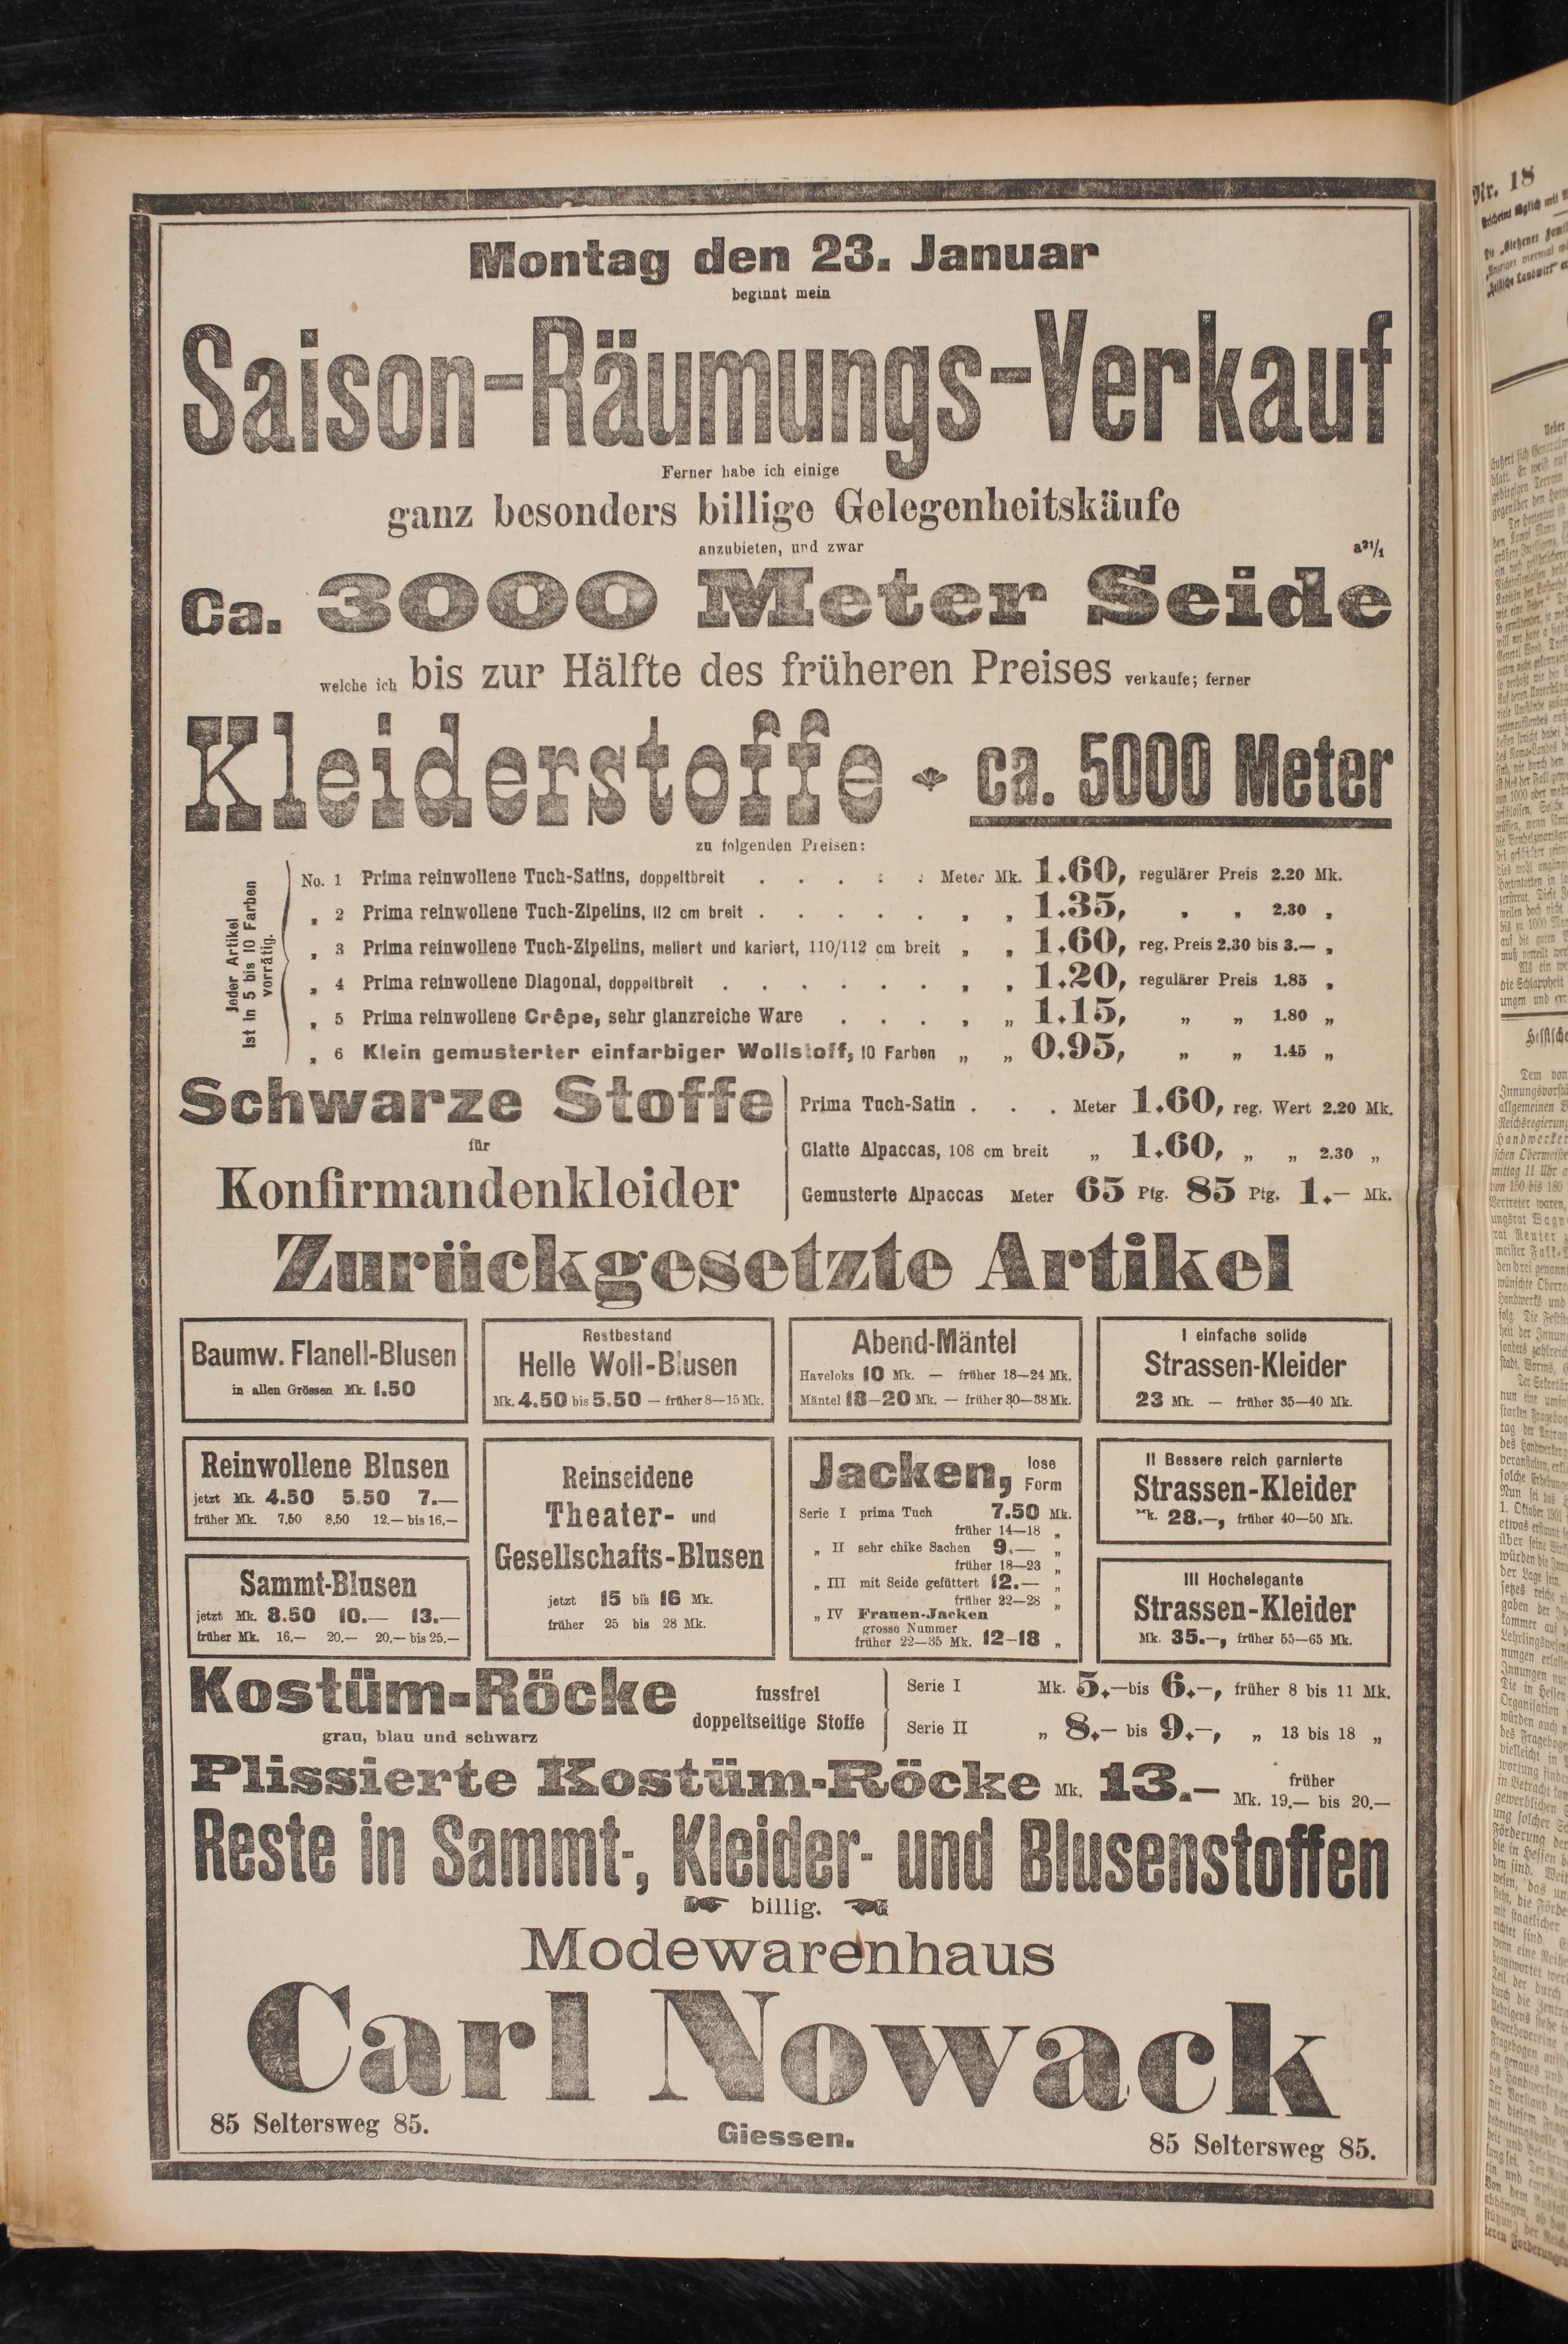 Montag den 23. Januar
beginnt mein
Saison-Räumungs-Verkauf
Ferner habe ich einige
ganz besonders billige Gelegenheitskäufe
anzubieten, und zwar a21/1
Ca. 3000 Meter Seide
welche ich bis zur Hälfte des früheren Preises verkaufe; ferner
Kleiderstoffe ca. 5000 Meter
zu folgenden Preisen:
Jeder Artikel
ist in 5 bis 10 Farben
vorrätig.
No. 1 Prima reinwollene Tuch-Satins, doppeltbreit . . . . . Meter Mk. 1.60, regulärer Preis 2.20 Mk.
„ 2 Prima reinwollene Tuch-Zipelins, 112 cm breit . . . . . „ „ 1.35, „ „ 2.30 „
„ 3 Prima reinwollene Tuch-Zipelins, meliert und kariert, 110/112 cm breit „ „ 1.60, reg. Preis 2.30 bis 3.— „
„ 4 Prima reinwollene Diagonal, doppeltbreit . . . . . . „ „ 1.20, regulärer Preis 1.85 „
„ 5 Prima reinwollene Crêpe, sehr glanzreiche Ware . . . „ „ 1.15, „ „ 1.80 „
„ 6 Klein gemusterter einfarbiger Wollstoff, 10 Farben „ „ 0.95, „ „ 1.45 „
Schwarze Stoffe
für
Konfirmandenkleider
Prima Tuch-Satin . . . Meter 1.60, reg. Wert 2.20 Mk.
Glatte Alpaccas, 108 cm breit „ 1.60, „ „ 2.30 „
Gemusterte Alpaccas Meter 65 Pfg. 85 Pfg. 1.— Mk.
Zurückgesetzte Artikel
Baumw. Flanell-Blusen
in allen Grössen Mk. 1.50
Restbestand
Helle Woll-Blusen
Mk. 4.50 bis 5.50 — früher 8—15 Mk.
Abend-Mäntel
Haveloks 10 Mk. — früher 18—24 Mk.
Mäntel 18—20 Mk. — früher 30—38 Mk.
I einfache solide
Strassen-Kleider
23 Mk. — früher 35—40 Mk.
Reinwollene Blusen
jetzt Mk. 4.50 5.50 7.—
früher Mk. 7.50 8.50 12.— bis 16.—
Sammt-Blusen
jetzt Mk. 8.50 10.— 13.—
früher Mk. 16.— 20.— 20.— bis 25.—
Reinseidene
Theater- und
Gesellschafts-Blusen
jetzt 15 bis 16 Mk.
früher 25 bis 28 Mk.
Jacken, lose Form
Serie I prima Tuch 7.50 Mk.
früher 14—18 „
„ II sehr chike Sachen 9.— „
früher 18—23 „
„ III mit Seide gefüttert 12.— „
früher 22—28 „
„ IV Frauen-Jacken
grosse Nummer
früher 22—35 Mk. 12—18 „
II Bessere reich garnierte
Strassen-Kleider
Mk. 28.—, früher 40—50 Mk.
III Hochelegante
Strassen-Kleider
Mk. 35.—, früher 55—65 Mk.
Kostüm-Röcke
grau, blau und schwarz
fussfrei
doppeltseitige Stoffe
Serie I Mk. 5.— bis 6.—, früher 8 bis 11 Mk.
Serie II „ 8.— bis 9.—, „ 13 bis 18 „
Plissierte Kostüm-Röcke Mk. 13.— früher
Mk. 19.— bis 20.—
Reste in Sammt-, Kleider- und Blusenstoffen
billig.
Modewarenhaus
Carl Nowack
85 Seltersweg 85. Giessen. 85 Seltersweg 85.
Nr. 18